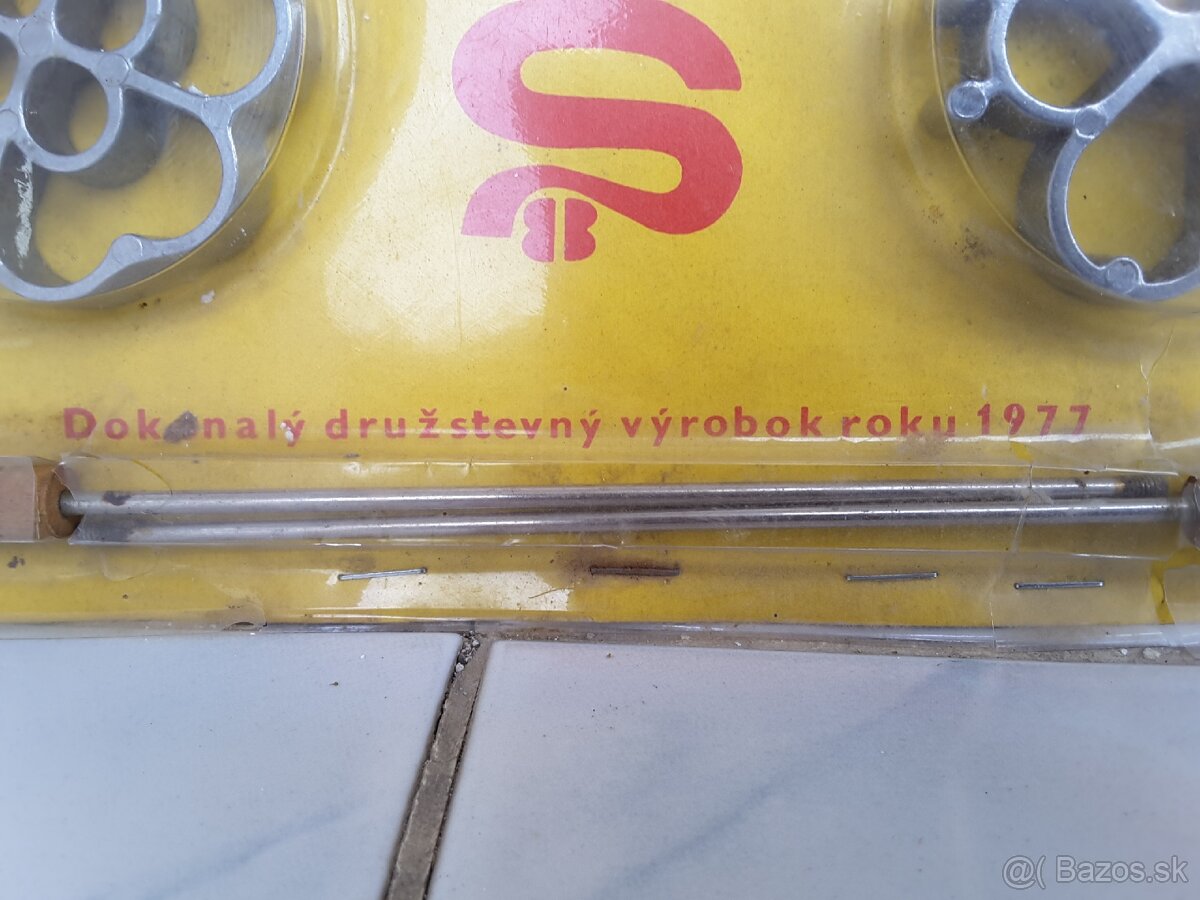 S
Dokonalý družstevný výrobok roku 1977
@( Bazos.sk